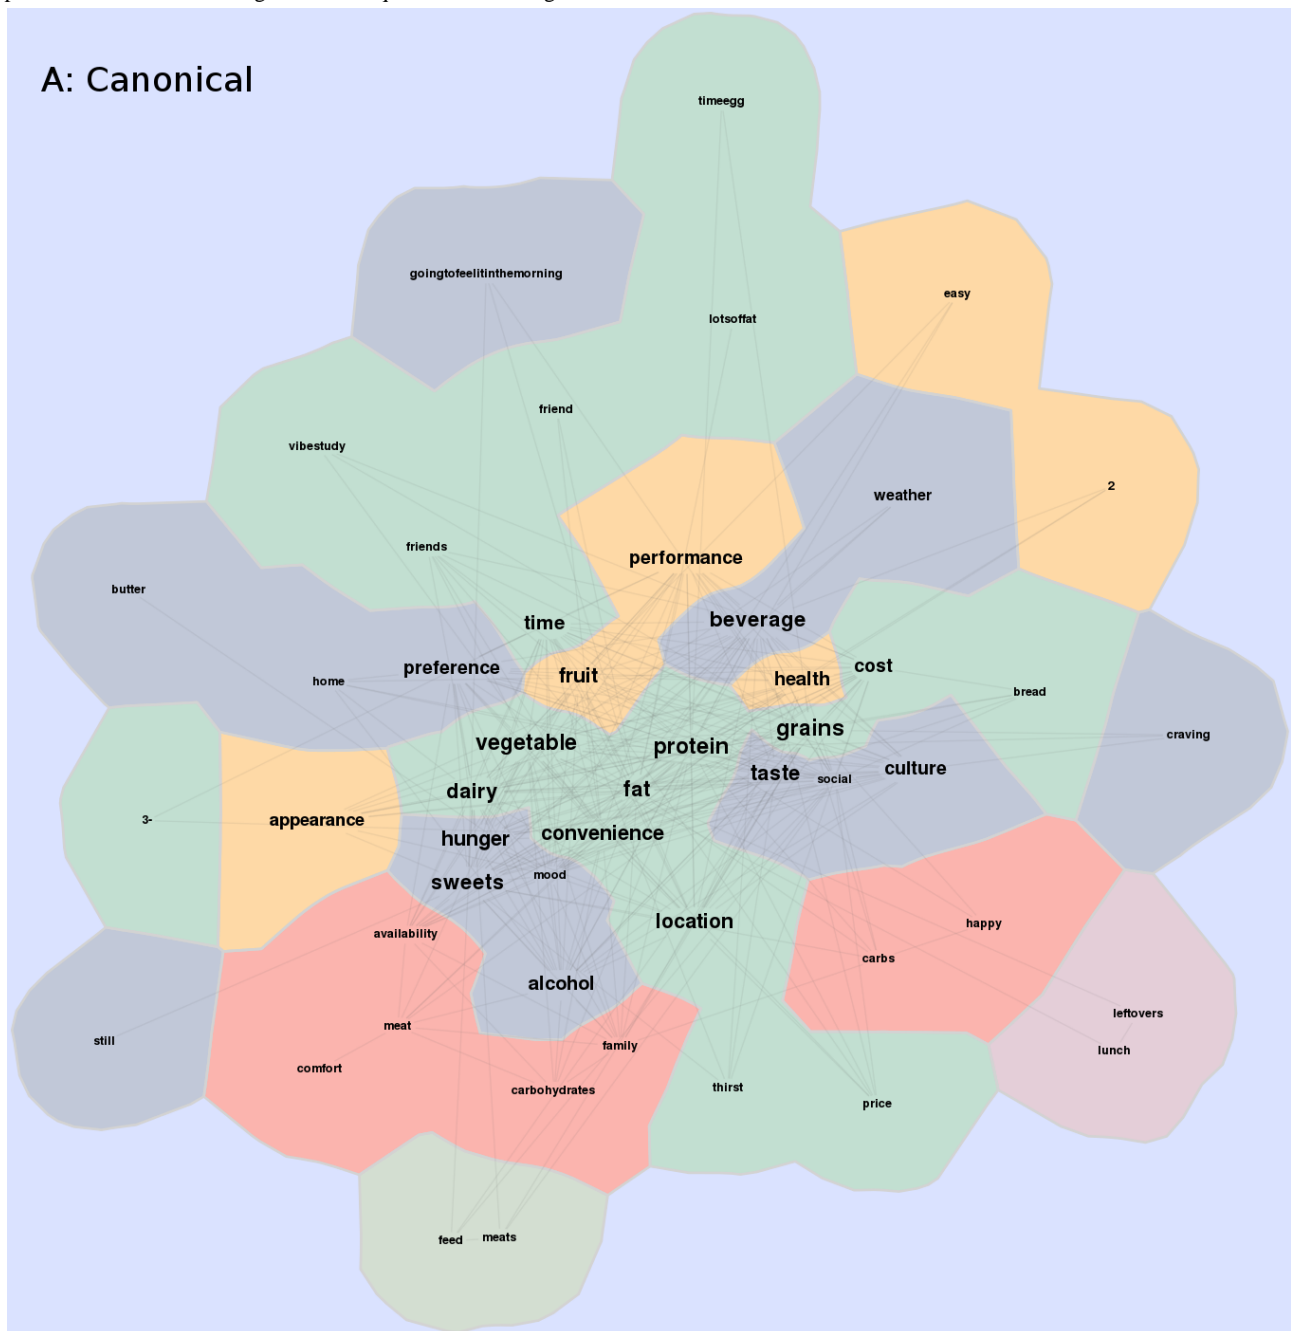 A: Canonical
timeegg
goingtofeelitinthemorning
easy
lotsoffat
friend
vibestudy
2
weather
friends
performance
butter
time
beverage
preference
cost
fruit
health
home
bread
grains
craving
vegetable
protein
culture
taste
social
dairy
fat
3-
appearance
convenience
hunger
mood
sweets
location
happy
availability
carbs
alcohol
leftovers
meat
still
family
lunch
comfort
thirst
carbohydrates
price
feed
meats